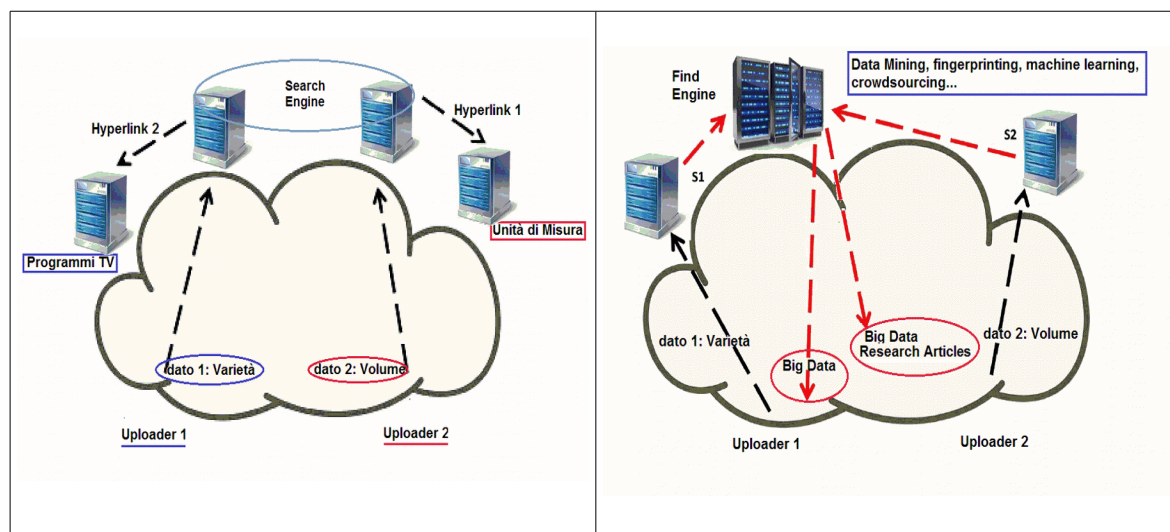 Search
Engine
Hyperlink 2
Hyperlink 1
Programmi TV
Unità di Misura
dato 1: Varietà
dato 2: Volume
Uploader 1
Uploader 2
Find
Engine
Data Mining, fingerprinting, machine learning,
crowdsourcing...
S1
S2
dato 1: Varietà
Big Data
Big Data
Research Articles
dato 2: Volume
Uploader 1
Uploader 2